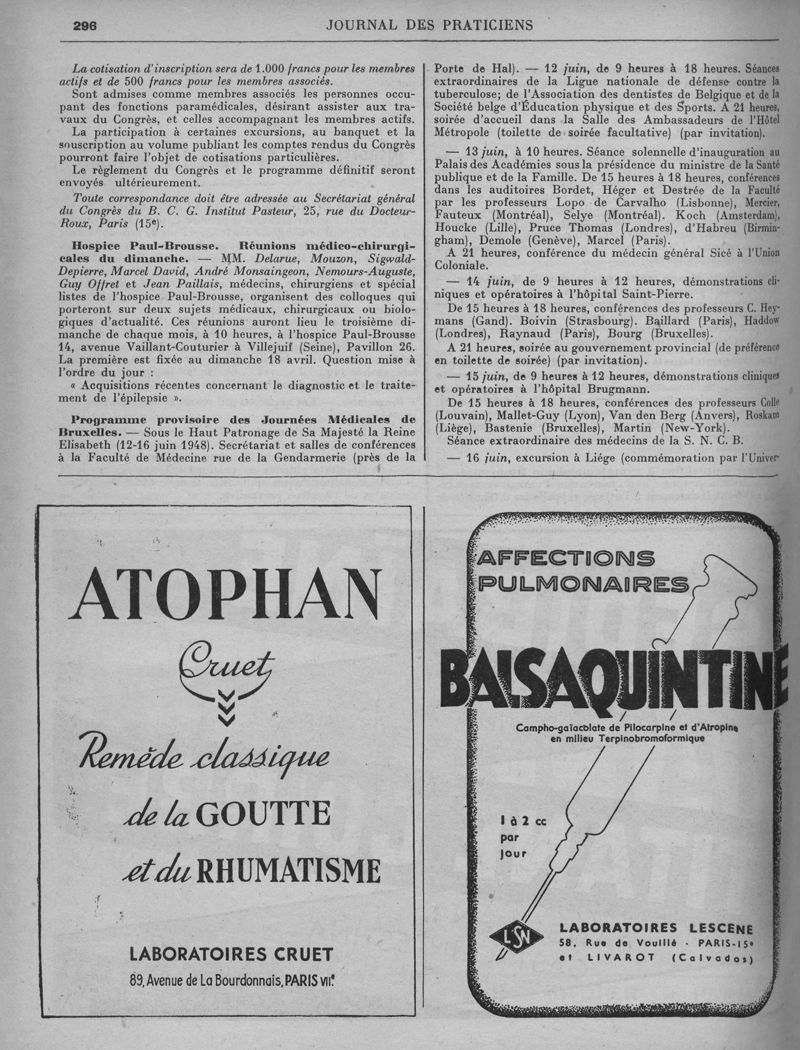 296
JOURNAL DES PRATICIENS
La cotisation d'inscription sera de 1.000 francs pour les membres
actifs et de 500 francs pour les membres associés.
Sont admises comme membres associés les personnes occu-
pant des fonctions paramédicales, désirant assister aux tra-
vaux du Congrès, et celles accompagnant les membres actifs.
La participation à certaines excursions, au banquet et la
souscription au volume publiant les comptes rendus du Congrès
pourront faire l'objet de cotisations particulières.
Le règlement du Congrès et le programme définitif seront
envoyés ultérieurement.
Toute correspondance doit être adressée au Secrétariat général
du Congrès du B. C. G. Institut Pasteur, 25, rue du Docteur-
Roux, Paris (15e).
Hospice Paul-Brousse. Réunions médico-chirurgi-
cales du dimanche. — MM. Delarue, Mouzon, Sigwald-
Depierre, Marcel David, André Monsaingeon, Nemours-Auguste,
Guy Offret et Jean Paillais, médecins, chirurgiens et spécial
listes de l'hospice Paul-Brousse, organisent des colloques qui
porteront sur deux sujets médicaux, chirurgicaux ou biolo-
giques d'actualité. Ces réunions auront lieu le troisième di-
manche de chaque mois, à 10 heures, à l'hospice Paul-Brousse
14, avenue Vaillant-Couturier à Villejuif (Seine), Pavillon 26.
La première est fixée au dimanche 18 avril. Question mise à
l'ordre du jour :
« Acquisitions récentes concernant le diagnostic et le traite-
ment de l'épilepsie ».
Programme provisoire des Journées Médicales de
Bruxelles. — Sous le Haut Patronage de Sa Majesté la Reine
Elisabeth (12-16 juin 1948). Secrétariat et salles de conférences
à la Faculté de Médecine rue de la Gendarmerie (près de la
Porte de Hal). — 12 juin, de 9 heures à 18 heures. Séances
extraordinaires de la Ligue nationale de défense contre la
tuberculose; de l'Association des dentistes de Belgique et de la
Société belge d'Éducation physique et des Sports. A 21 heures,
soirée d'accueil dans la Salle des Ambassadeurs de l'Hôtel
Métropole (toilette de soirée facultative) (par invitation).
— 13 juin, à 10 heures. Séance solennelle d'inauguration au
Palais des Académies sous la présidence du ministre de la Santé
publique et de la Famille. De 15 heures à 18 heures, conférences
dans les auditoires Bordet, Héger et Destrée de la Faculté
par les professeurs Lopo de Carvalho (Lisbonne), Mercier,
Fauteux (Montréal), Selye (Montréal). Koch (Amsterdam),
Houcke (Lille), Pruce Thomas (Londres), d'Habreu (Birmin-
gham), Demole (Genève), Marcel (Paris).
A 21 heures, conférence du médecin général Sicé à l'Union
Coloniale.
— 14 juin, de 9 heures à 12 heures, démonstrations cli-
niques et opératoires à l'hôpital Saint-Pierre.
De 15 heures à 18 heures, conférences des professeurs C. Hey-
mans (Gand). Boivin (Strasbourg). Baillard (Paris), Haddow
(Londres), Raynaud (Paris), Bourg (Bruxelles).
A 21 heures, soirée au gouvernement provincial (de préférence
en toilette de soirée) (par invitation).
— 15 juin, de 9 heures à 12 heures, démonstrations cliniques
et opératoires à l'hôpital Brugmann.
De 15 heures à 18 heures, conférences des professeurs Colle
(Louvain), Mallet-Guy (Lyon), Van den Berg (Anvers), Roskam
(Liège), Bastenie (Bruxelles), Martin (New-York).
Séance extraordinaire des médecins de la S. N. C. B.
— 16 juin, excursion à Liége (commémoration par l'Univer-
ATOPHAN
Cruet
Remède classique
de la GOUTTE
et du RHUMATISME
LABORATOIRES CRUET
89, Avenue de La Bourdonnais, PARIS VIIe
AFFECTIONS
PULMONAIRES
BAISAQUINTINE
Campho-gaïacolate de Pilocarpine et d'Atropine
en milieu Terpinobromoformique
1 à 2 cc
par
jour
LSN
LABORATOIRES LESCÈNE
58, Rue de Vouillé - PARIS-15e
et LIVAROT (Calvados)